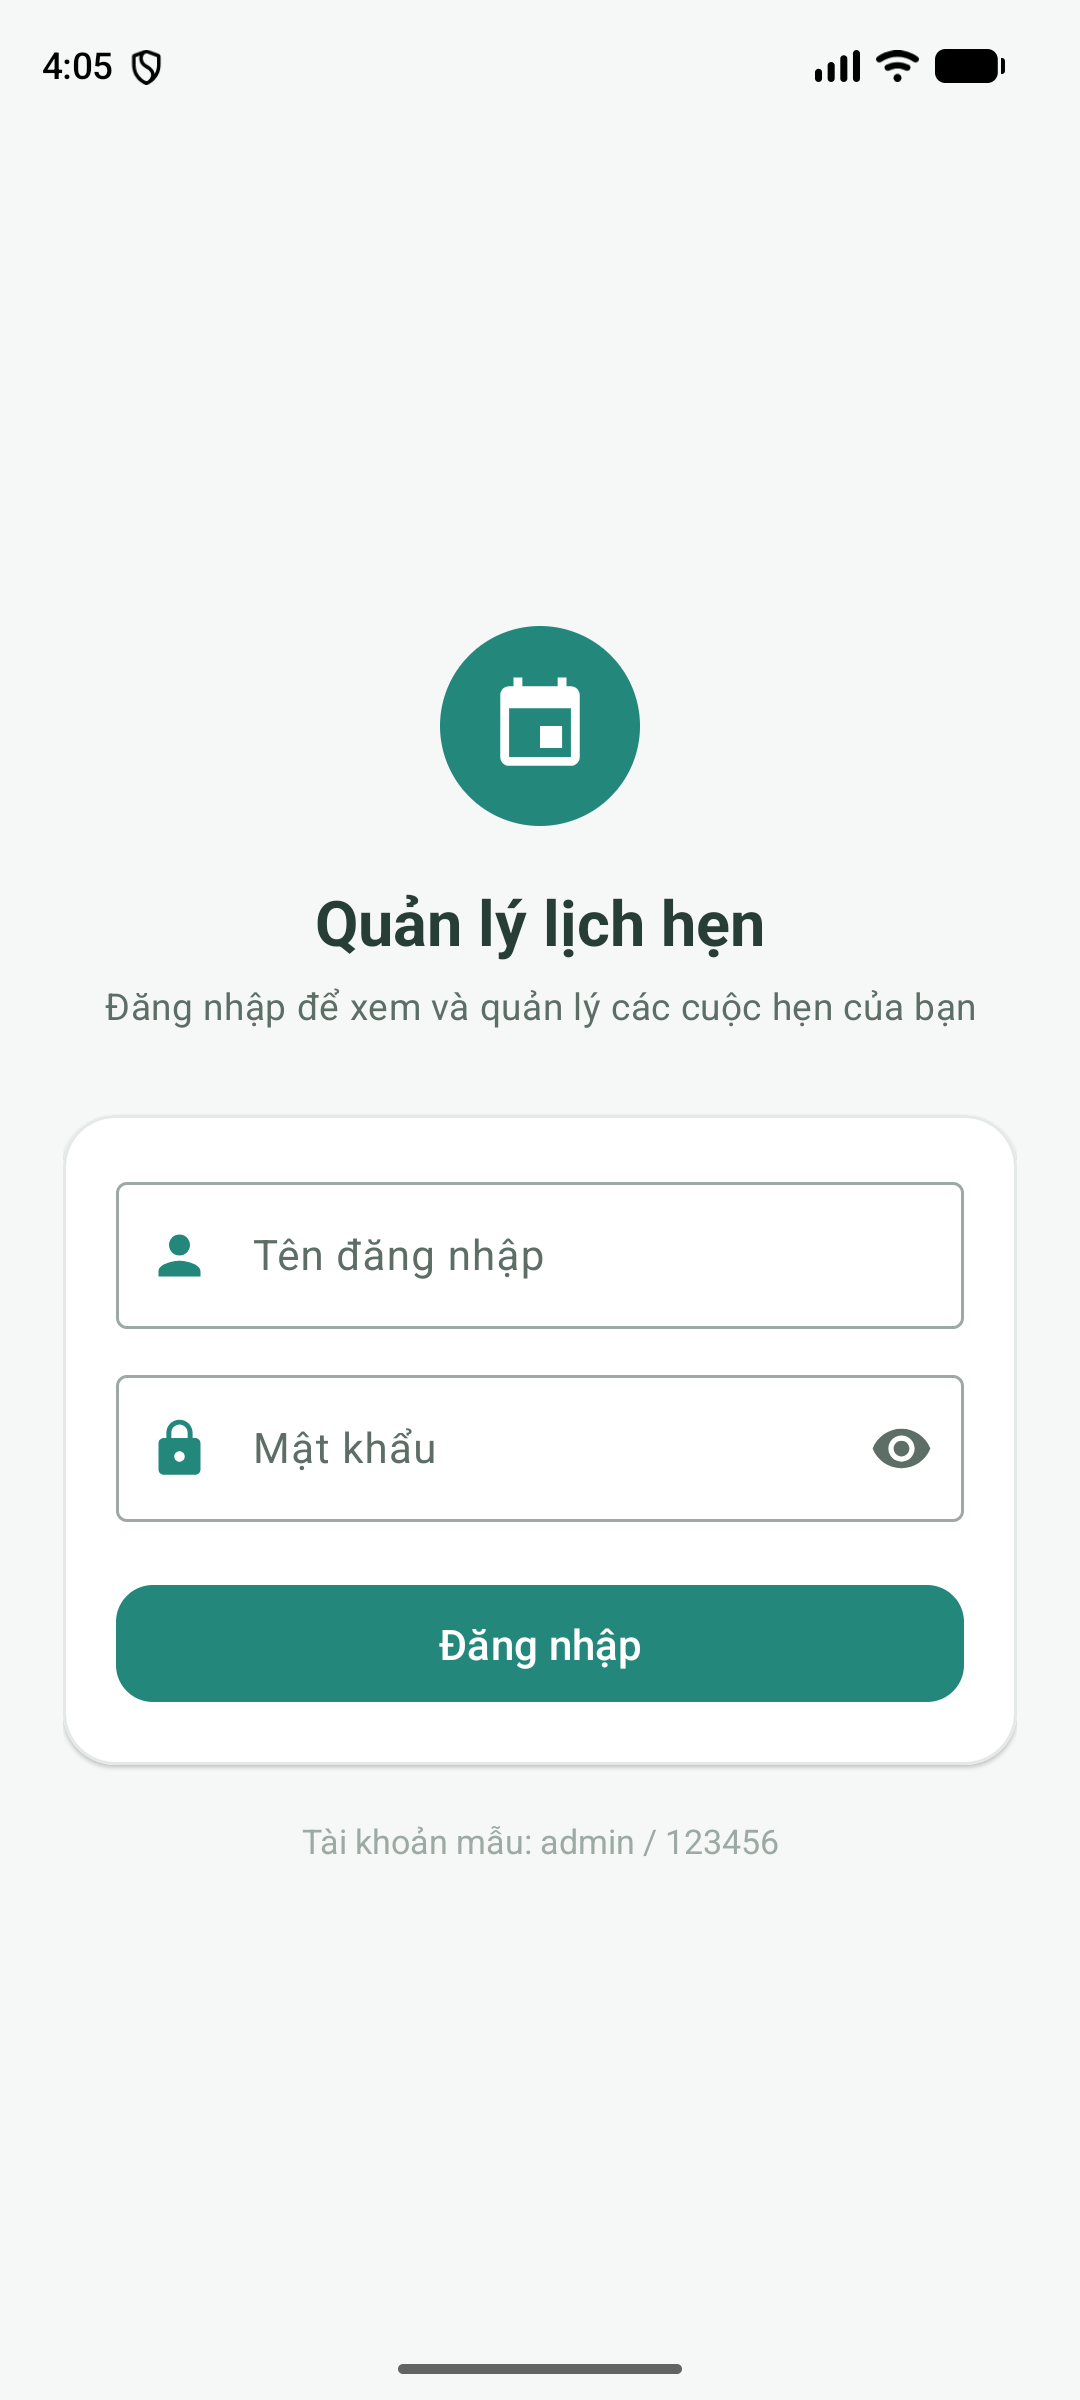 4:05
Quản lý lịch hẹn
Đăng nhập để xem và quản lý các cuộc hẹn của bạn
Tên đăng nhập
Mật khẩu
Đăng nhập
Tài khoản mẫu: admin / 123456